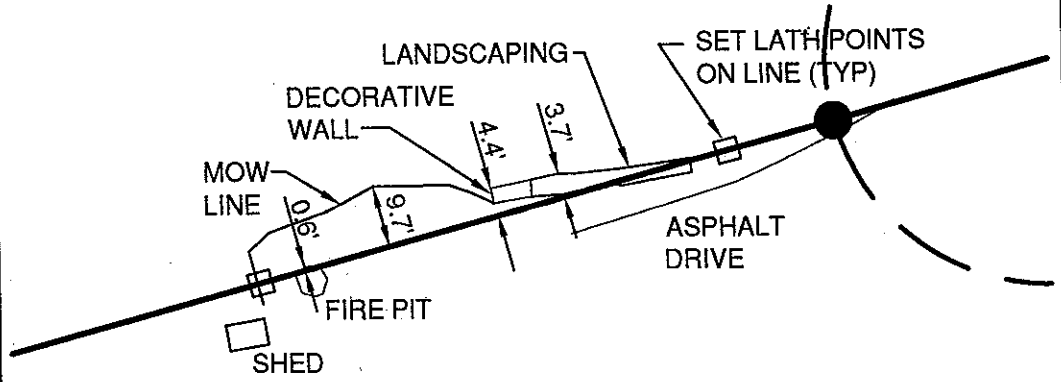 SET LATH POINTS
ON LINE (TYP)
LANDSCAPING
DECORATIVE
WALL
3.7'
4.4'
MOW
LINE
0.6'
9.7'
ASPHALT
DRIVE
FIRE PIT
SHED